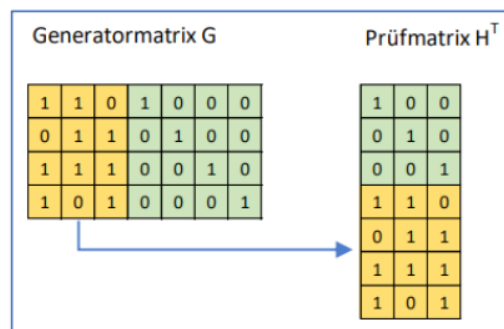 Generatormatrix G
1 1 0 1 0 0 0
0 1 1 0 1 0 0
1 1 1 0 0 1 0
1 0 1 0 0 0 1
Prüfmatrix H^T
1 0 0
0 1 0
0 0 1
1 1 0
0 1 1
1 1 1
1 0 1